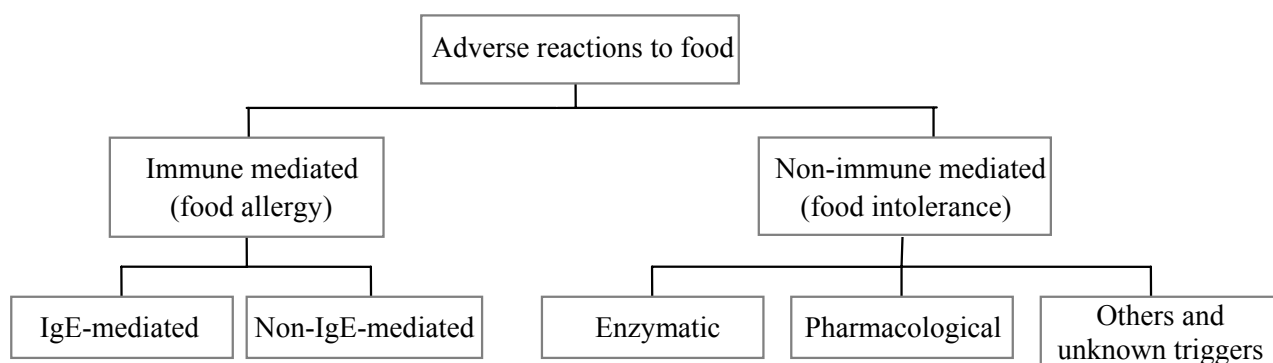 Adverse reactions to food
Immune mediated
(food allergy)
Non-immune mediated
(food intolerance)
IgE-mediated
Non-IgE-mediated
Enzymatic
Pharmacological
Others and
unknown triggers